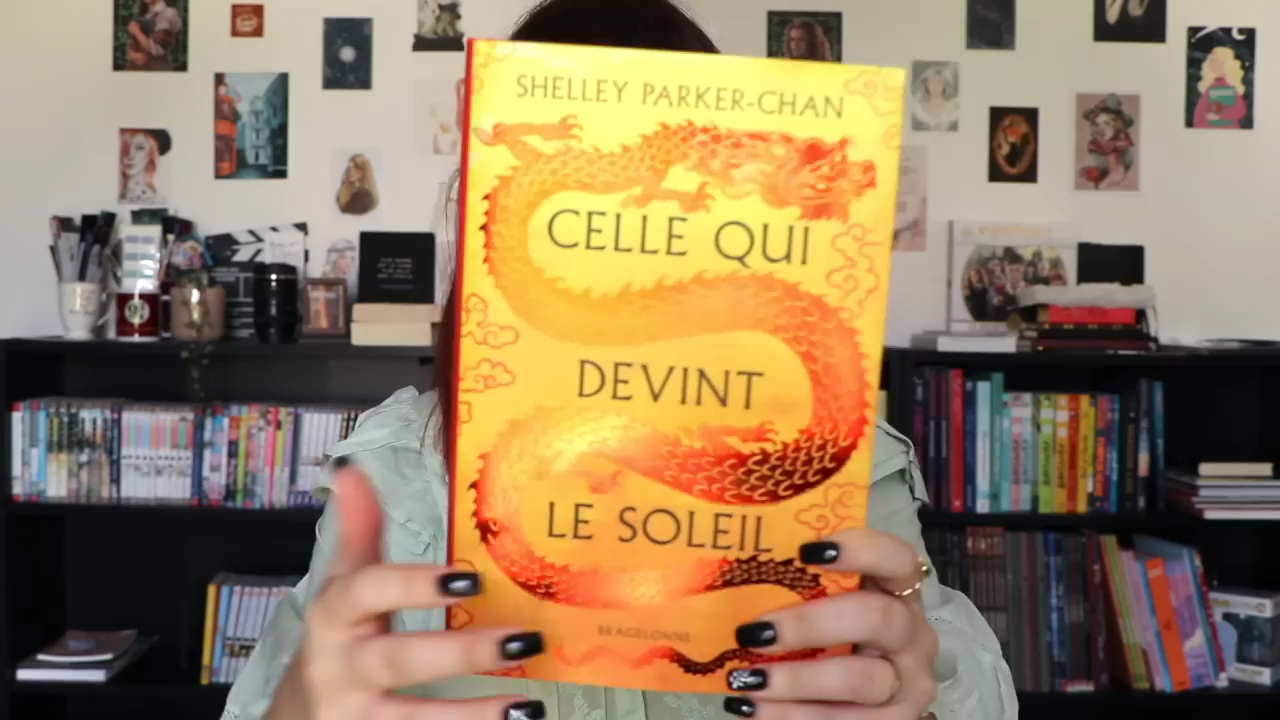 SHELLEY PARKER-CHAN
CELLE QUI
DEVINT
LE SOLEIL
BRAGELONNE